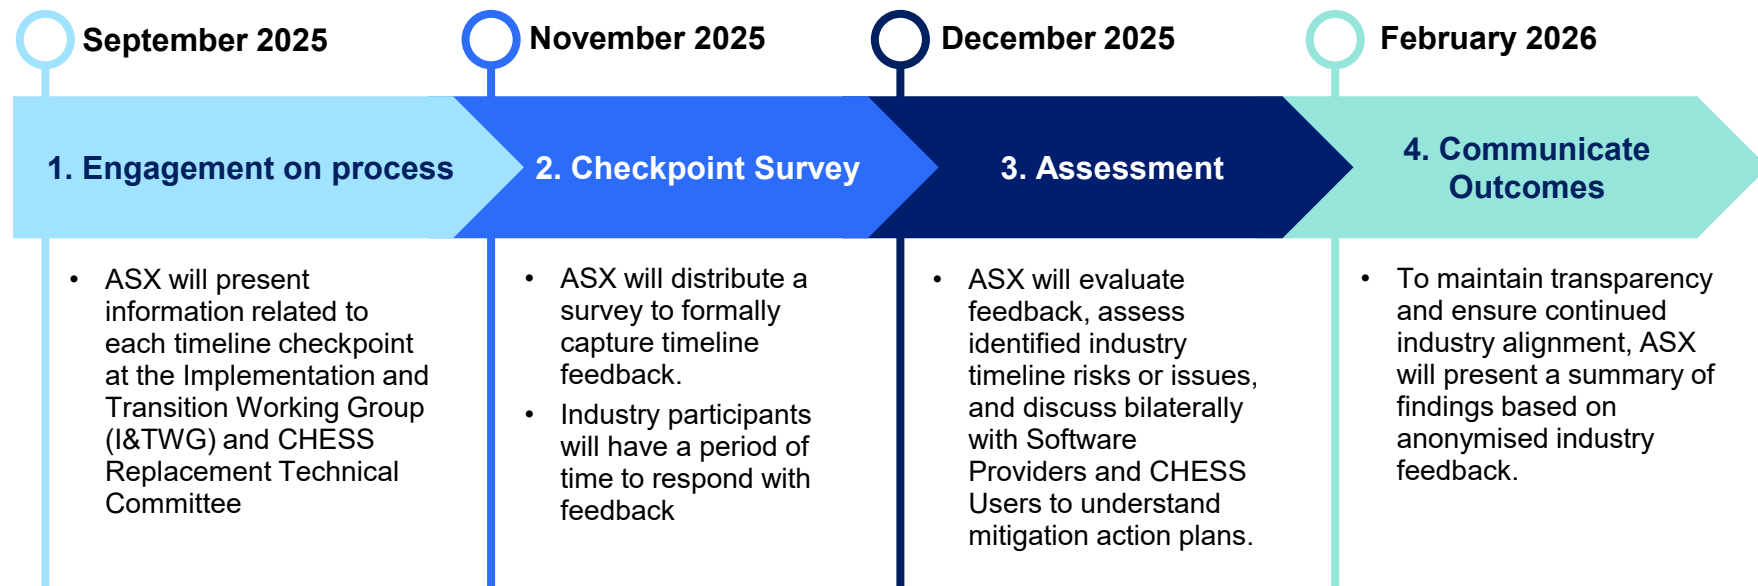 September 2025
1. Engagement on process
• ASX will present
information related to
each timeline checkpoint
at the Implementation and
Transition Working Group
(I&TWG) and CHESS
Replacement Technical
Committee
November 2025
2. Checkpoint Survey
• ASX will distribute a
survey to formally
capture timeline
feedback.
• Industry participants
will have a period of
time to respond with
feedback
December 2025
3. Assessment
• ASX will evaluate
feedback, assess
identified industry
timeline risks or issues,
and discuss bilaterally
with Software
Providers and CHESS
Users to understand
mitigation action plans.
February 2026
4. Communicate
Outcomes
• To maintain transparency
and ensure continued
industry alignment, ASX
will present a summary of
findings based on
anonymised industry
feedback.